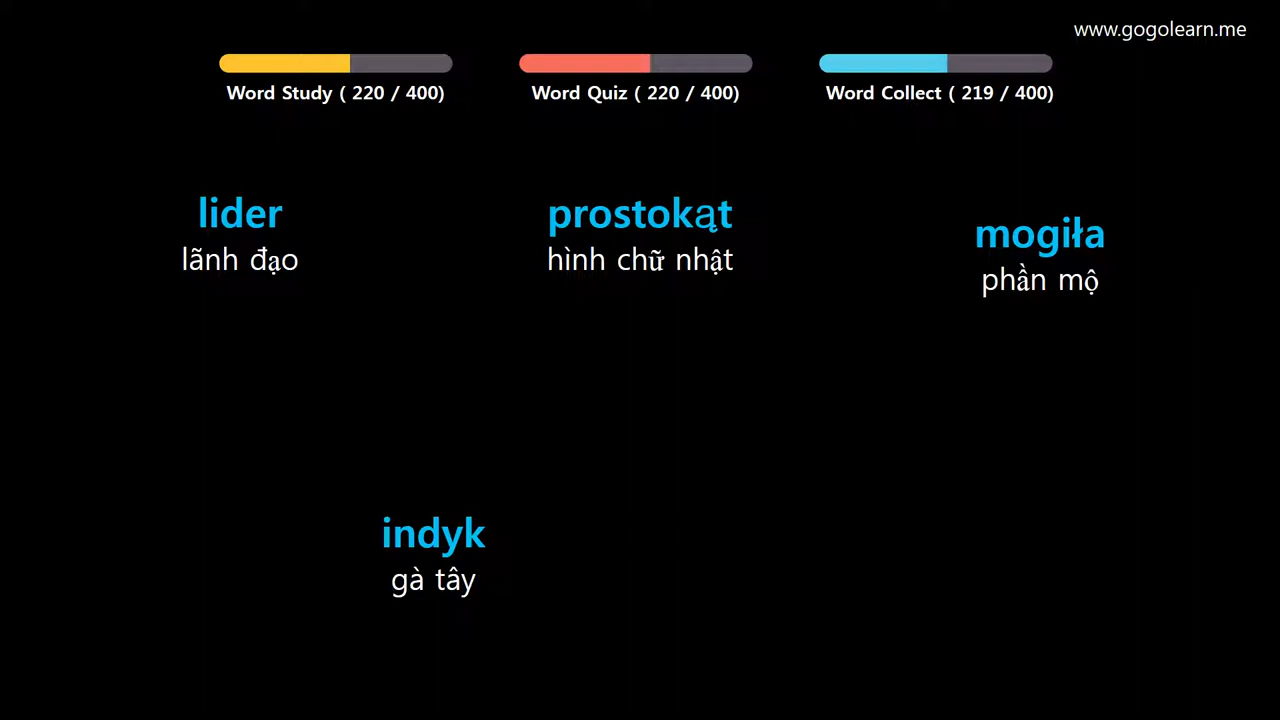 www.gogolearn.me
Word Study ( 220 / 400)
Word Quiz ( 220 / 400)
Word Collect ( 219 / 400)
lider
lãnh đạo
prostokąt
hình chữ nhật
mogiła
phần mộ
indyk
gà tây